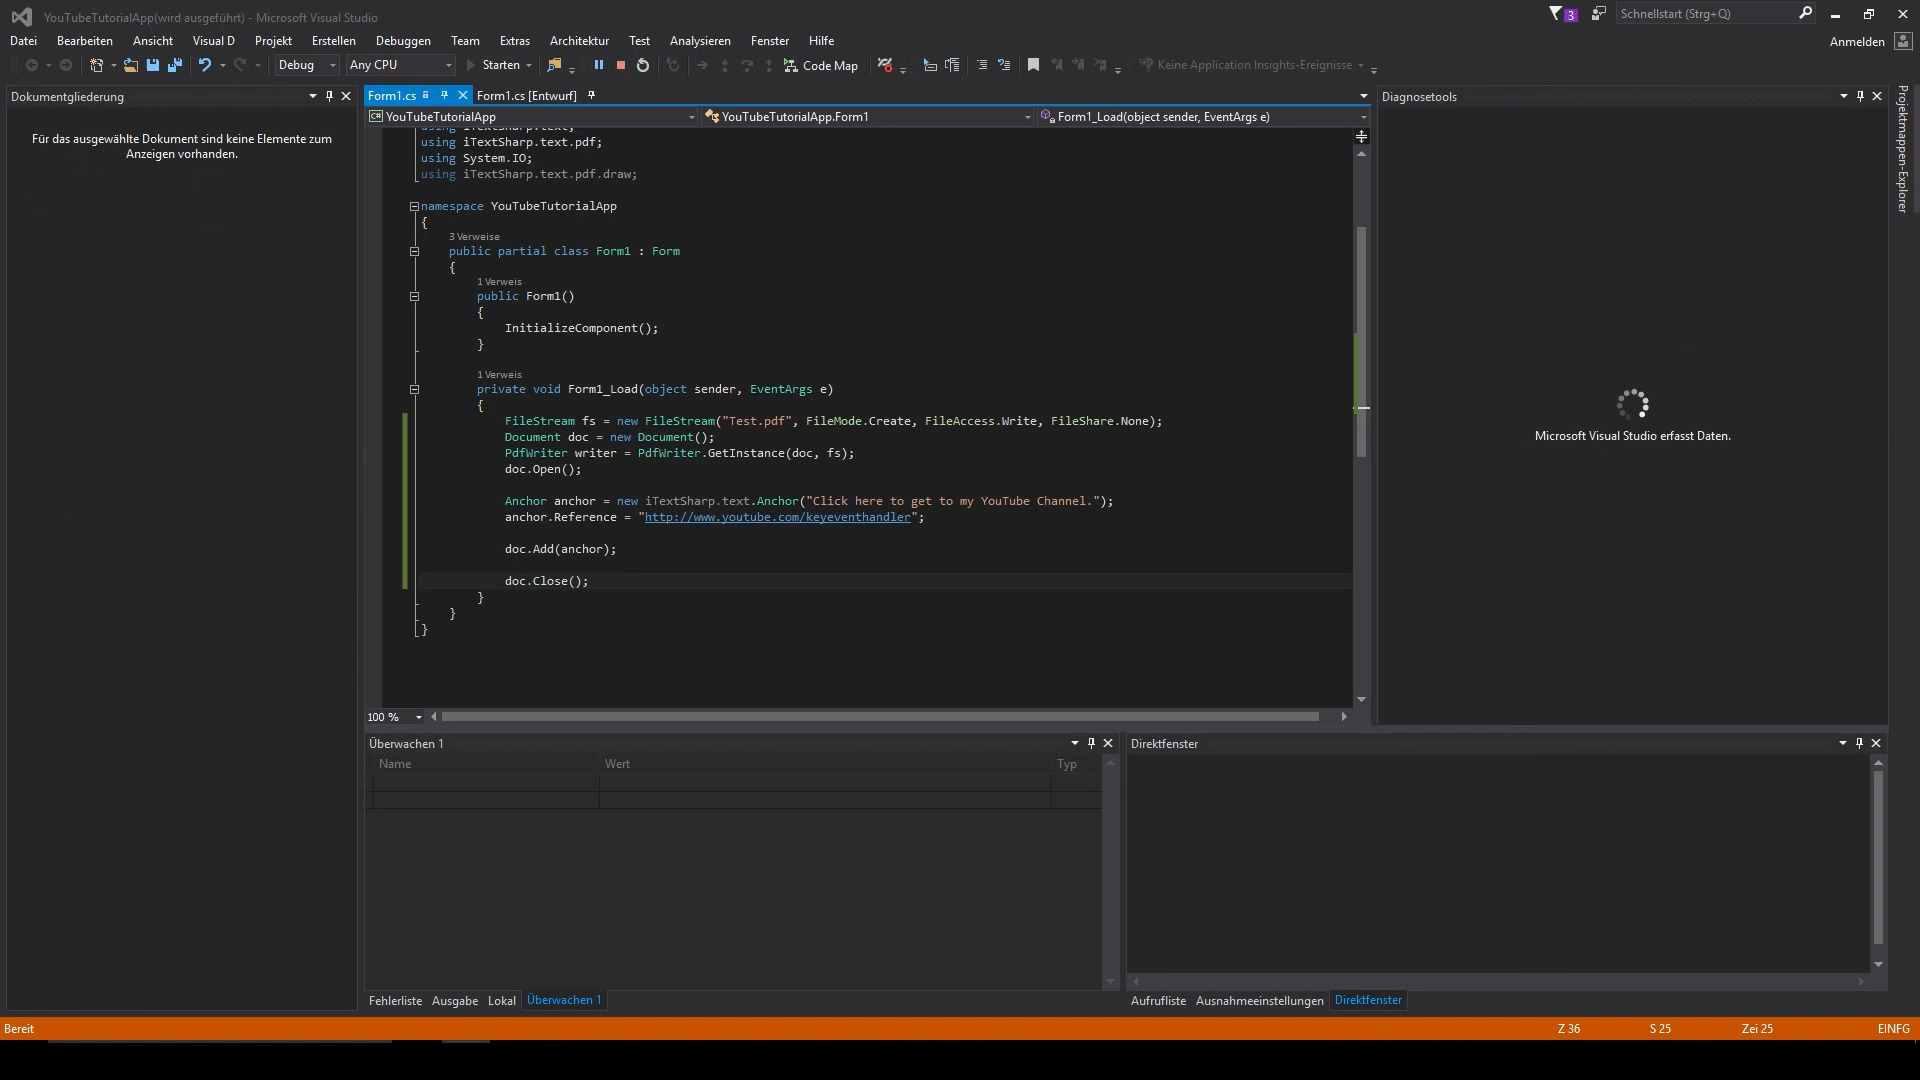 YouTubeTutorialApp(wird ausgeführt) - Microsoft Visual Studio
3
Schnellstart (Strg+Q)
Datei Bearbeiten Ansicht Visual D Projekt Erstellen Debuggen Team Extras Architektur Test Analysieren Fenster Hilfe
Anmelden
Debug Any CPU Starten Code Map Keine Application Insights-Ereignisse
Dokumentgliederung
Für das ausgewählte Dokument sind keine Elemente zum
Anzeigen vorhanden.
Form1.cs Form1.cs [Entwurf]
YouTubeTutorialApp YouTubeTutorialApp.Form1 Form1_Load(object sender, EventArgs e)
using iTextSharp.text;
using iTextSharp.text.pdf;
using System.IO;
using iTextSharp.text.pdf.draw;
namespace YouTubeTutorialApp
{
3 Verweise
public partial class Form1 : Form
{
1 Verweis
public Form1()
{
InitializeComponent();
}
1 Verweis
private void Form1_Load(object sender, EventArgs e)
{
FileStream fs = new FileStream("Test.pdf", FileMode.Create, FileAccess.Write, FileShare.None);
Document doc = new Document();
PdfWriter writer = PdfWriter.GetInstance(doc, fs);
doc.Open();
Anchor anchor = new iTextSharp.text.Anchor("Click here to get to my YouTube Channel.");
anchor.Reference = "http://www.youtube.com/keyeventhandler";
doc.Add(anchor);
doc.Close();
}
}
}
100 %
Diagnosetools
Microsoft Visual Studio erfasst Daten.
Projektmappen-Explorer
Überwachen 1
Name Wert Typ
Fehlerliste Ausgabe Lokal Überwachen 1
Direktfenster
Aufrufliste Ausnahmeeinstellungen Direktfenster
Bereit Z 36 S 25 Zei 25 EINFG